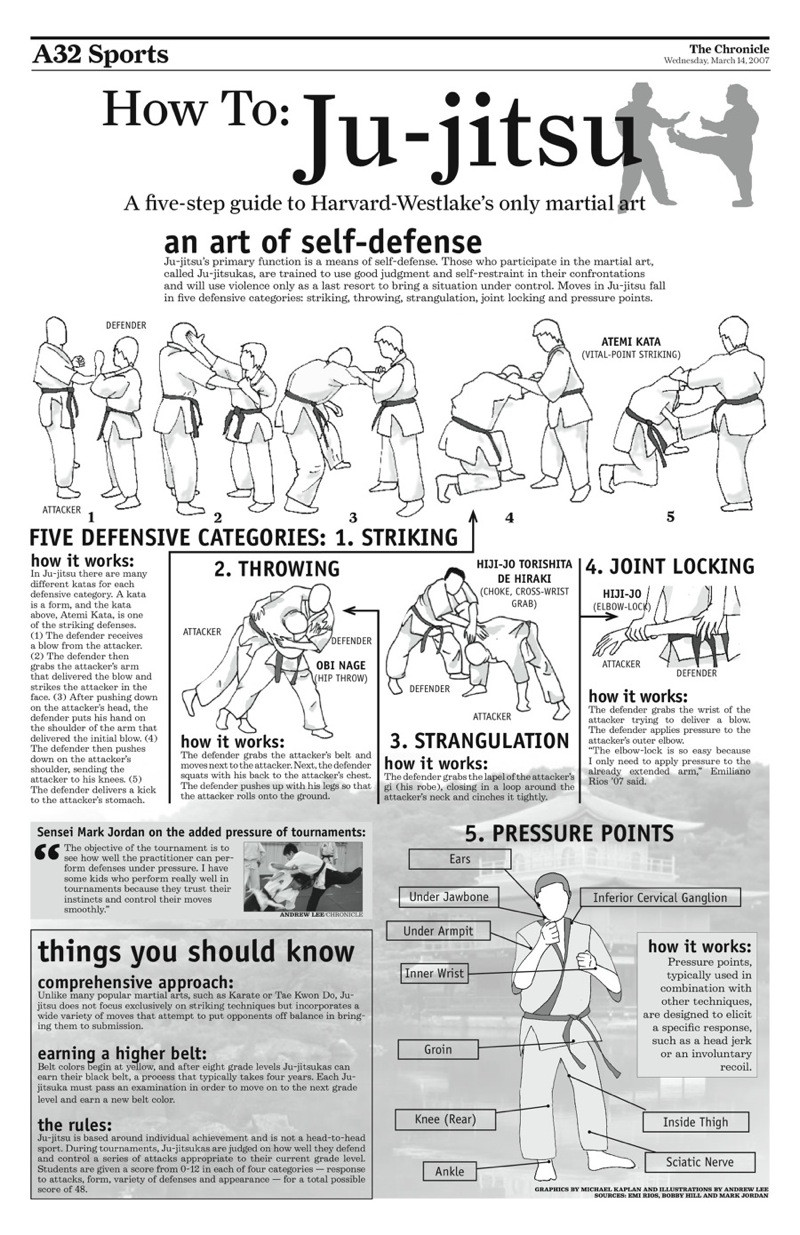 A32 Sports
The Chronicle
Wednesday, March 14, 2007
How To: Ju-jitsu
A five-step guide to Harvard-Westlake's only martial art
an art of self-defense
Ju-jitsu's primary function is a means of self-defense. Those who participate in the martial art,
called Ju-jitsukas, are trained to use good judgment and self-restraint in their confrontations
and will use violence only as a last resort to bring a situation under control. Moves in Ju-jitsu fall
in five defensive categories: striking, throwing, strangulation, joint locking and pressure points.
DEFENDER
ATEMI KATA
(VITAL-POINT STRIKING)
ATTACKER
1
2
3
4
5
FIVE DEFENSIVE CATEGORIES: 1. STRIKING
how it works:
In Ju-jitsu there are many
different katas for each
defensive category. A kata
is a form, and the kata
above, Atemi Kata, is one
of the striking defenses.
(1) The defender receives
a blow from the attacker.
(2) The defender then
grabs the attacker's arm
that delivered the blow and
strikes the attacker in the
face. (3) After pushing down
on the attacker's head, the
defender puts his hand on
the shoulder of the arm that
delivered the initial blow. (4)
The defender then pushes
down on the attacker's
shoulder, sending the
attacker to his knees. (5)
The defender delivers a kick
to the attacker's stomach.
2. THROWING
ATTACKER
DEFENDER
OBI NAGE
(HIP THROW)
how it works:
The defender grabs the attacker's belt and
moves next to the attacker. Next, the defender
squats with his back to the attacker's chest.
The defender pushes up with his legs so that
the attacker rolls onto the ground.
HIJI-JO TORISHITA
DE HIRAKI
(CHOKE, CROSS-WRIST
GRAB)
DEFENDER
ATTACKER
3. STRANGULATION
how it works:
The defender grabs the lapel of the attacker's
gi (his robe), closing in a loop around the
attacker's neck and cinches it tightly.
4. JOINT LOCKING
HIJI-JO
(ELBOW-LOCK)
ATTACKER
DEFENDER
how it works:
The defender grabs the wrist of the
attacker trying to deliver a blow.
The defender applies pressure to the
attacker's outer elbow.
"The elbow-lock is so easy because
I only need to apply pressure to the
already extended arm," Emiliano
Rios '07 said.
Sensei Mark Jordan on the added pressure of tournaments:
“ The objective of the tournament is to
see how well the practitioner can per-
form defenses under pressure. I have
some kids who perform really well in
tournaments because they trust their
instincts and control their moves
smoothly."
ANDREW LEE/CHRONICLE
things you should know
comprehensive approach:
Unlike many popular martial arts, such as Karate or Tae Kwon Do, Ju-
jitsu does not focus exclusively on striking techniques but incorporates a
wide variety of moves that attempt to put opponents off balance in bring-
ing them to submission.
earning a higher belt:
Belt colors begin at yellow, and after eight grade levels Ju-jitsukas can
earn their black belt, a process that typically takes four years. Each Ju-
jitsuka must pass an examination in order to move on to the next grade
level and earn a new belt color.
the rules:
Ju-jitsu is based around individual achievement and is not a head-to-head
sport. During tournaments, Ju-jitsukas are judged on how well they defend
and control a series of attacks appropriate to their current grade level.
Students are given a score from 0-12 in each of four categories — response
to attacks, form, variety of defenses and appearance — for a total possible
score of 48.
5. PRESSURE POINTS
Ears
Under Jawbone
Inferior Cervical Ganglion
Under Armpit
Inner Wrist
Groin
Knee (Rear)
Inside Thigh
Sciatic Nerve
Ankle
how it works:
Pressure points,
typically used in
combination with
other techniques,
are designed to elicit
a specific response,
such as a head jerk
or an involuntary
recoil.
GRAPHICS BY MICHAEL KAPLAN AND ILLUSTRATIONS BY ANDREW LEE
SOURCES: EMI RIOS, BOBBY HILL AND MARK JORDAN